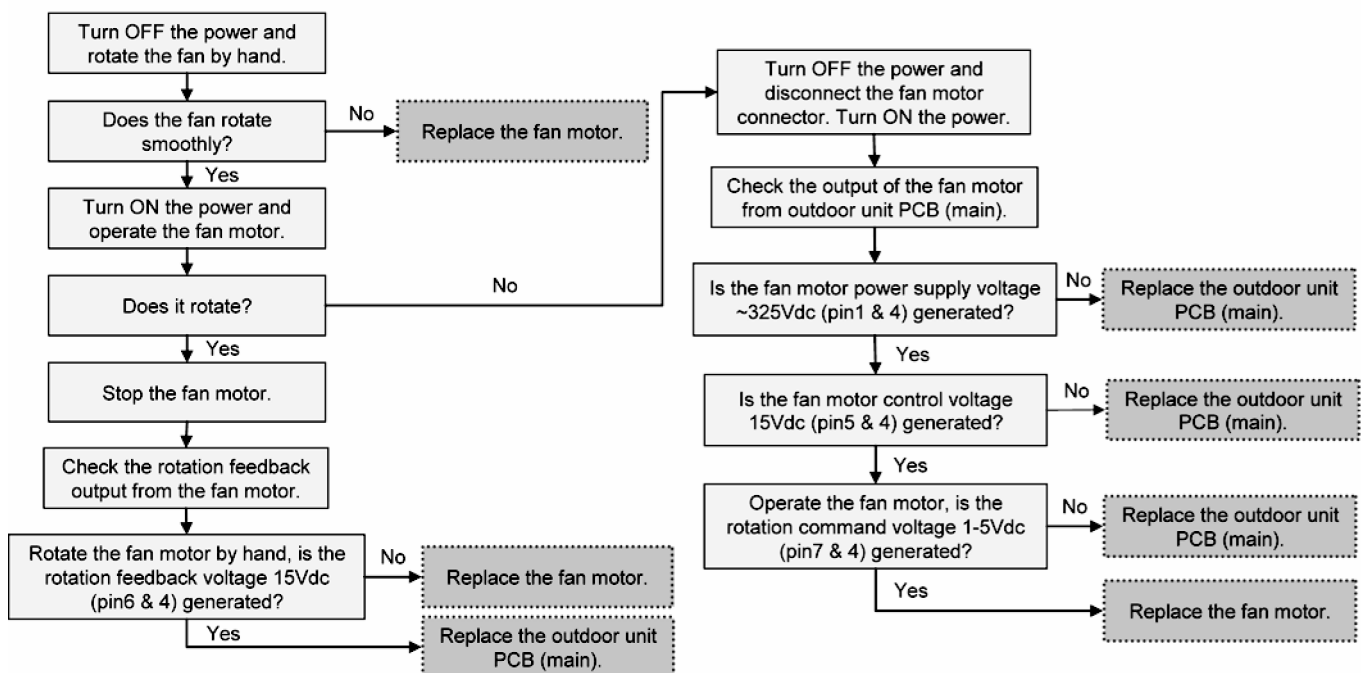 Turn OFF the power and
rotate the fan by hand.
Does the fan rotate
smoothly?
No
Replace the fan motor.
Yes
Turn ON the power and
operate the fan motor.
Does it rotate?
No
Yes
Stop the fan motor.
Check the rotation feedback
output from the fan motor.
Rotate the fan motor by hand, is the
rotation feedback voltage 15Vdc
(pin6 & 4) generated?
No
Replace the fan motor.
Yes
Replace the outdoor unit
PCB (main).
Turn OFF the power and
disconnect the fan motor
connector. Turn ON the power.
Check the output of the fan motor
from outdoor unit PCB (main).
Is the fan motor power supply voltage
~325Vdc (pin1 & 4) generated?
No
Replace the outdoor unit
PCB (main).
Yes
Is the fan motor control voltage
15Vdc (pin5 & 4) generated?
No
Replace the outdoor unit
PCB (main).
Yes
Operate the fan motor, is the
rotation command voltage 1-5Vdc
(pin7 & 4) generated?
No
Replace the outdoor unit
PCB (main).
Yes
Replace the fan motor.